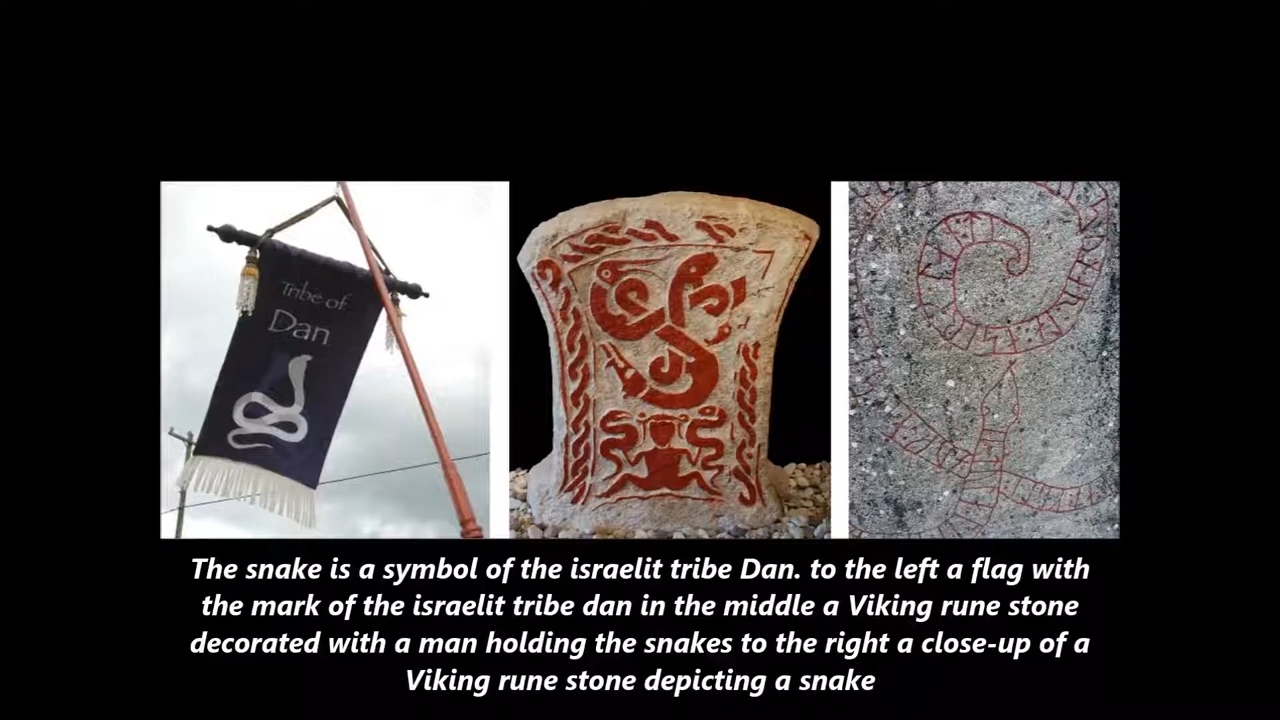 Tribe of
Dan
The snake is a symbol of the israelit tribe Dan. to the left a flag with
the mark of the israelit tribe dan in the middle a Viking rune stone
decorated with a man holding the snakes to the right a close-up of a
Viking rune stone depicting a snake